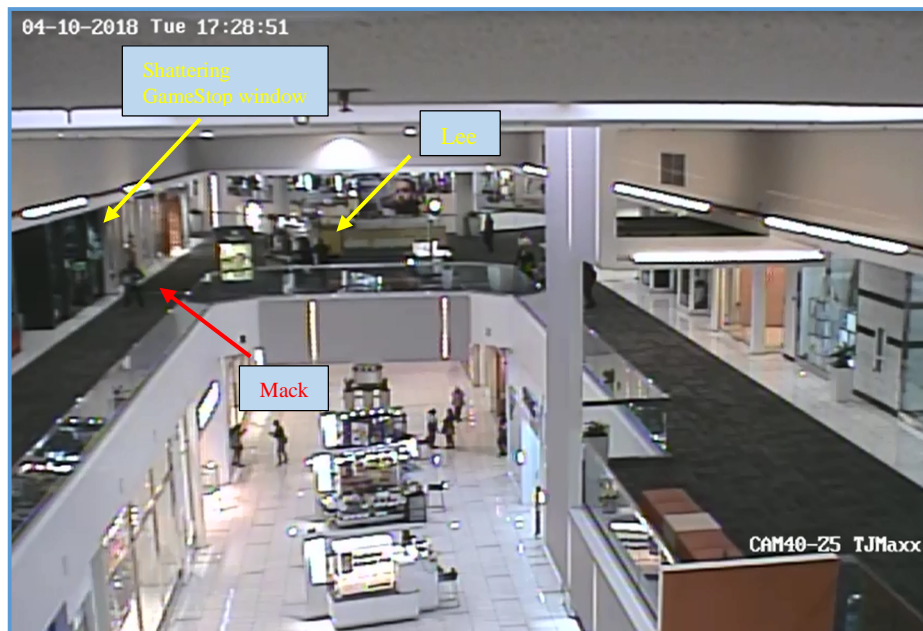 04-10-2018 Tue 17:28:51
Shattering
GameStop window
Lee
Mack
CAM40-25 TJMaxx